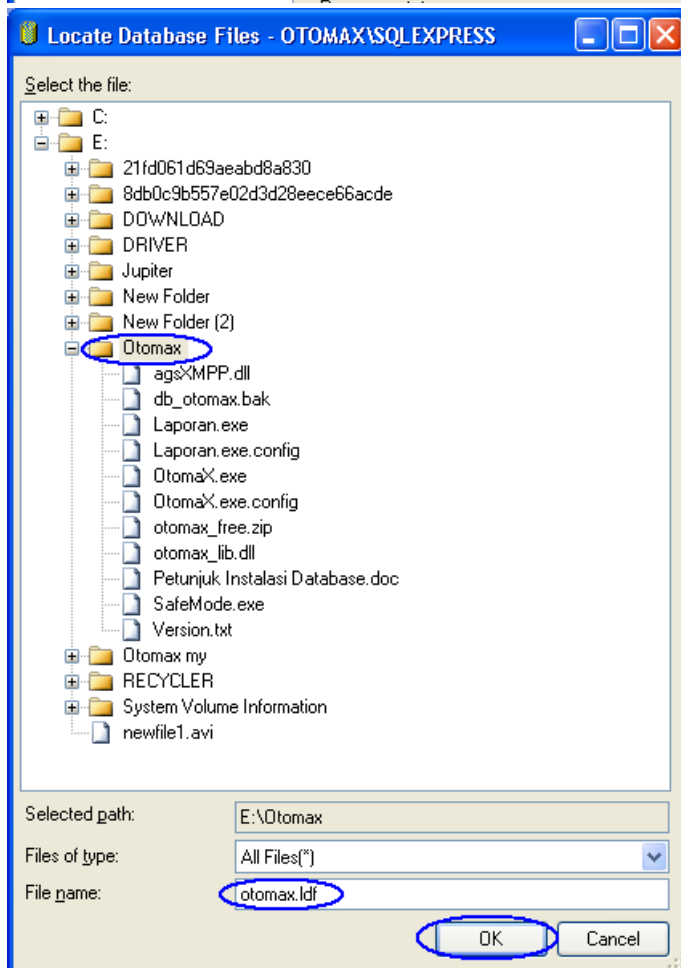 Locate Database Files - OTOMAX\SQLEXPRESS
Select the file:
C:
E:
21fd061d69aeabd8a830
8db0c9b557e02d3d28eece66acde
DOWNLOAD
DRIVER
Jupiter
New Folder
New Folder (2)
Otomax
agsXMPP.dll
db_otomax.bak
Laporan.exe
Laporan.exe.config
OtomaX.exe
OtomaX.exe.config
otomax_free.zip
otomax_lib.dll
Petunjuk Instalasi Database.doc
SafeMode.exe
Version.txt
Otomax my
RECYCLER
System Volume Information
newfile1.avi
Selected path: E:\Otomax
Files of type: All Files(*)
File name: otomax.ldf
OK Cancel